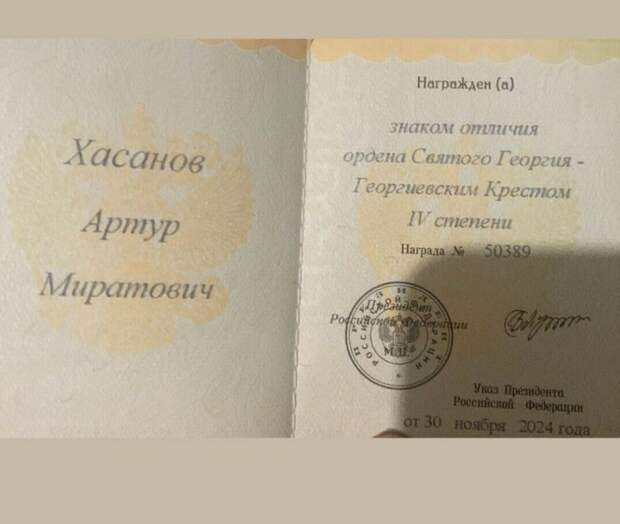 Хасанов
Артур
Миратович
Награжден (а)
знаком отличия
ордена Святого Георгия -
Георгиевским Крестом
IV степени
Награда № 50389
Президент
Российской Федерации
М.П.
Указ Президента
Российской Федерации
от 30 ноября 2024 года